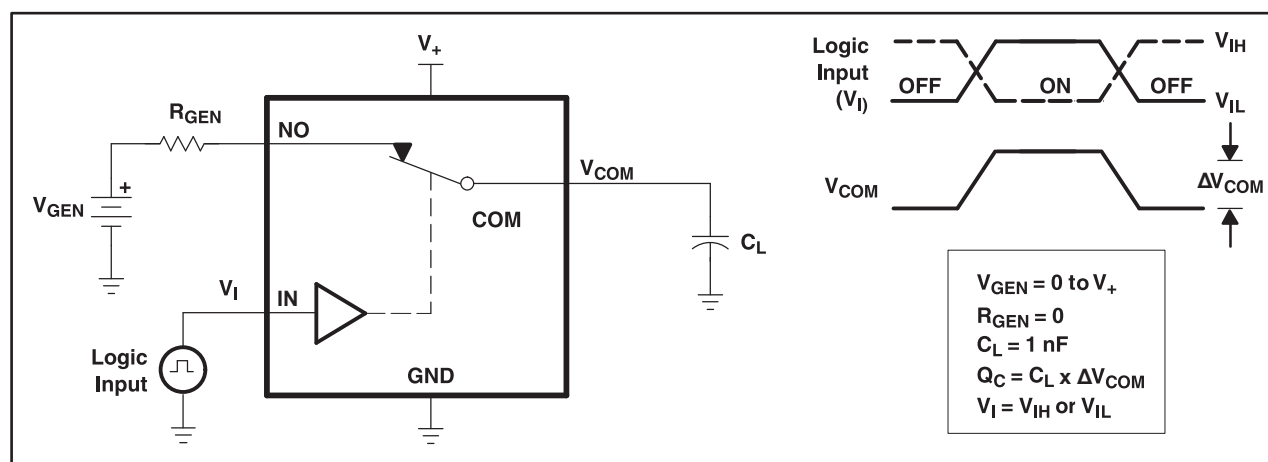 V+
RGEN
NO
VCOM
VGEN
+
COM
CL
VI
IN
Logic
Input
GND
Logic
Input
(VI)
OFF
ON
OFF
VIH
VIL
VCOM
ΔVCOM
VGEN = 0 to V+
RGEN = 0
CL = 1 nF
QC = CL x ΔVCOM
VI = VIH or VIL